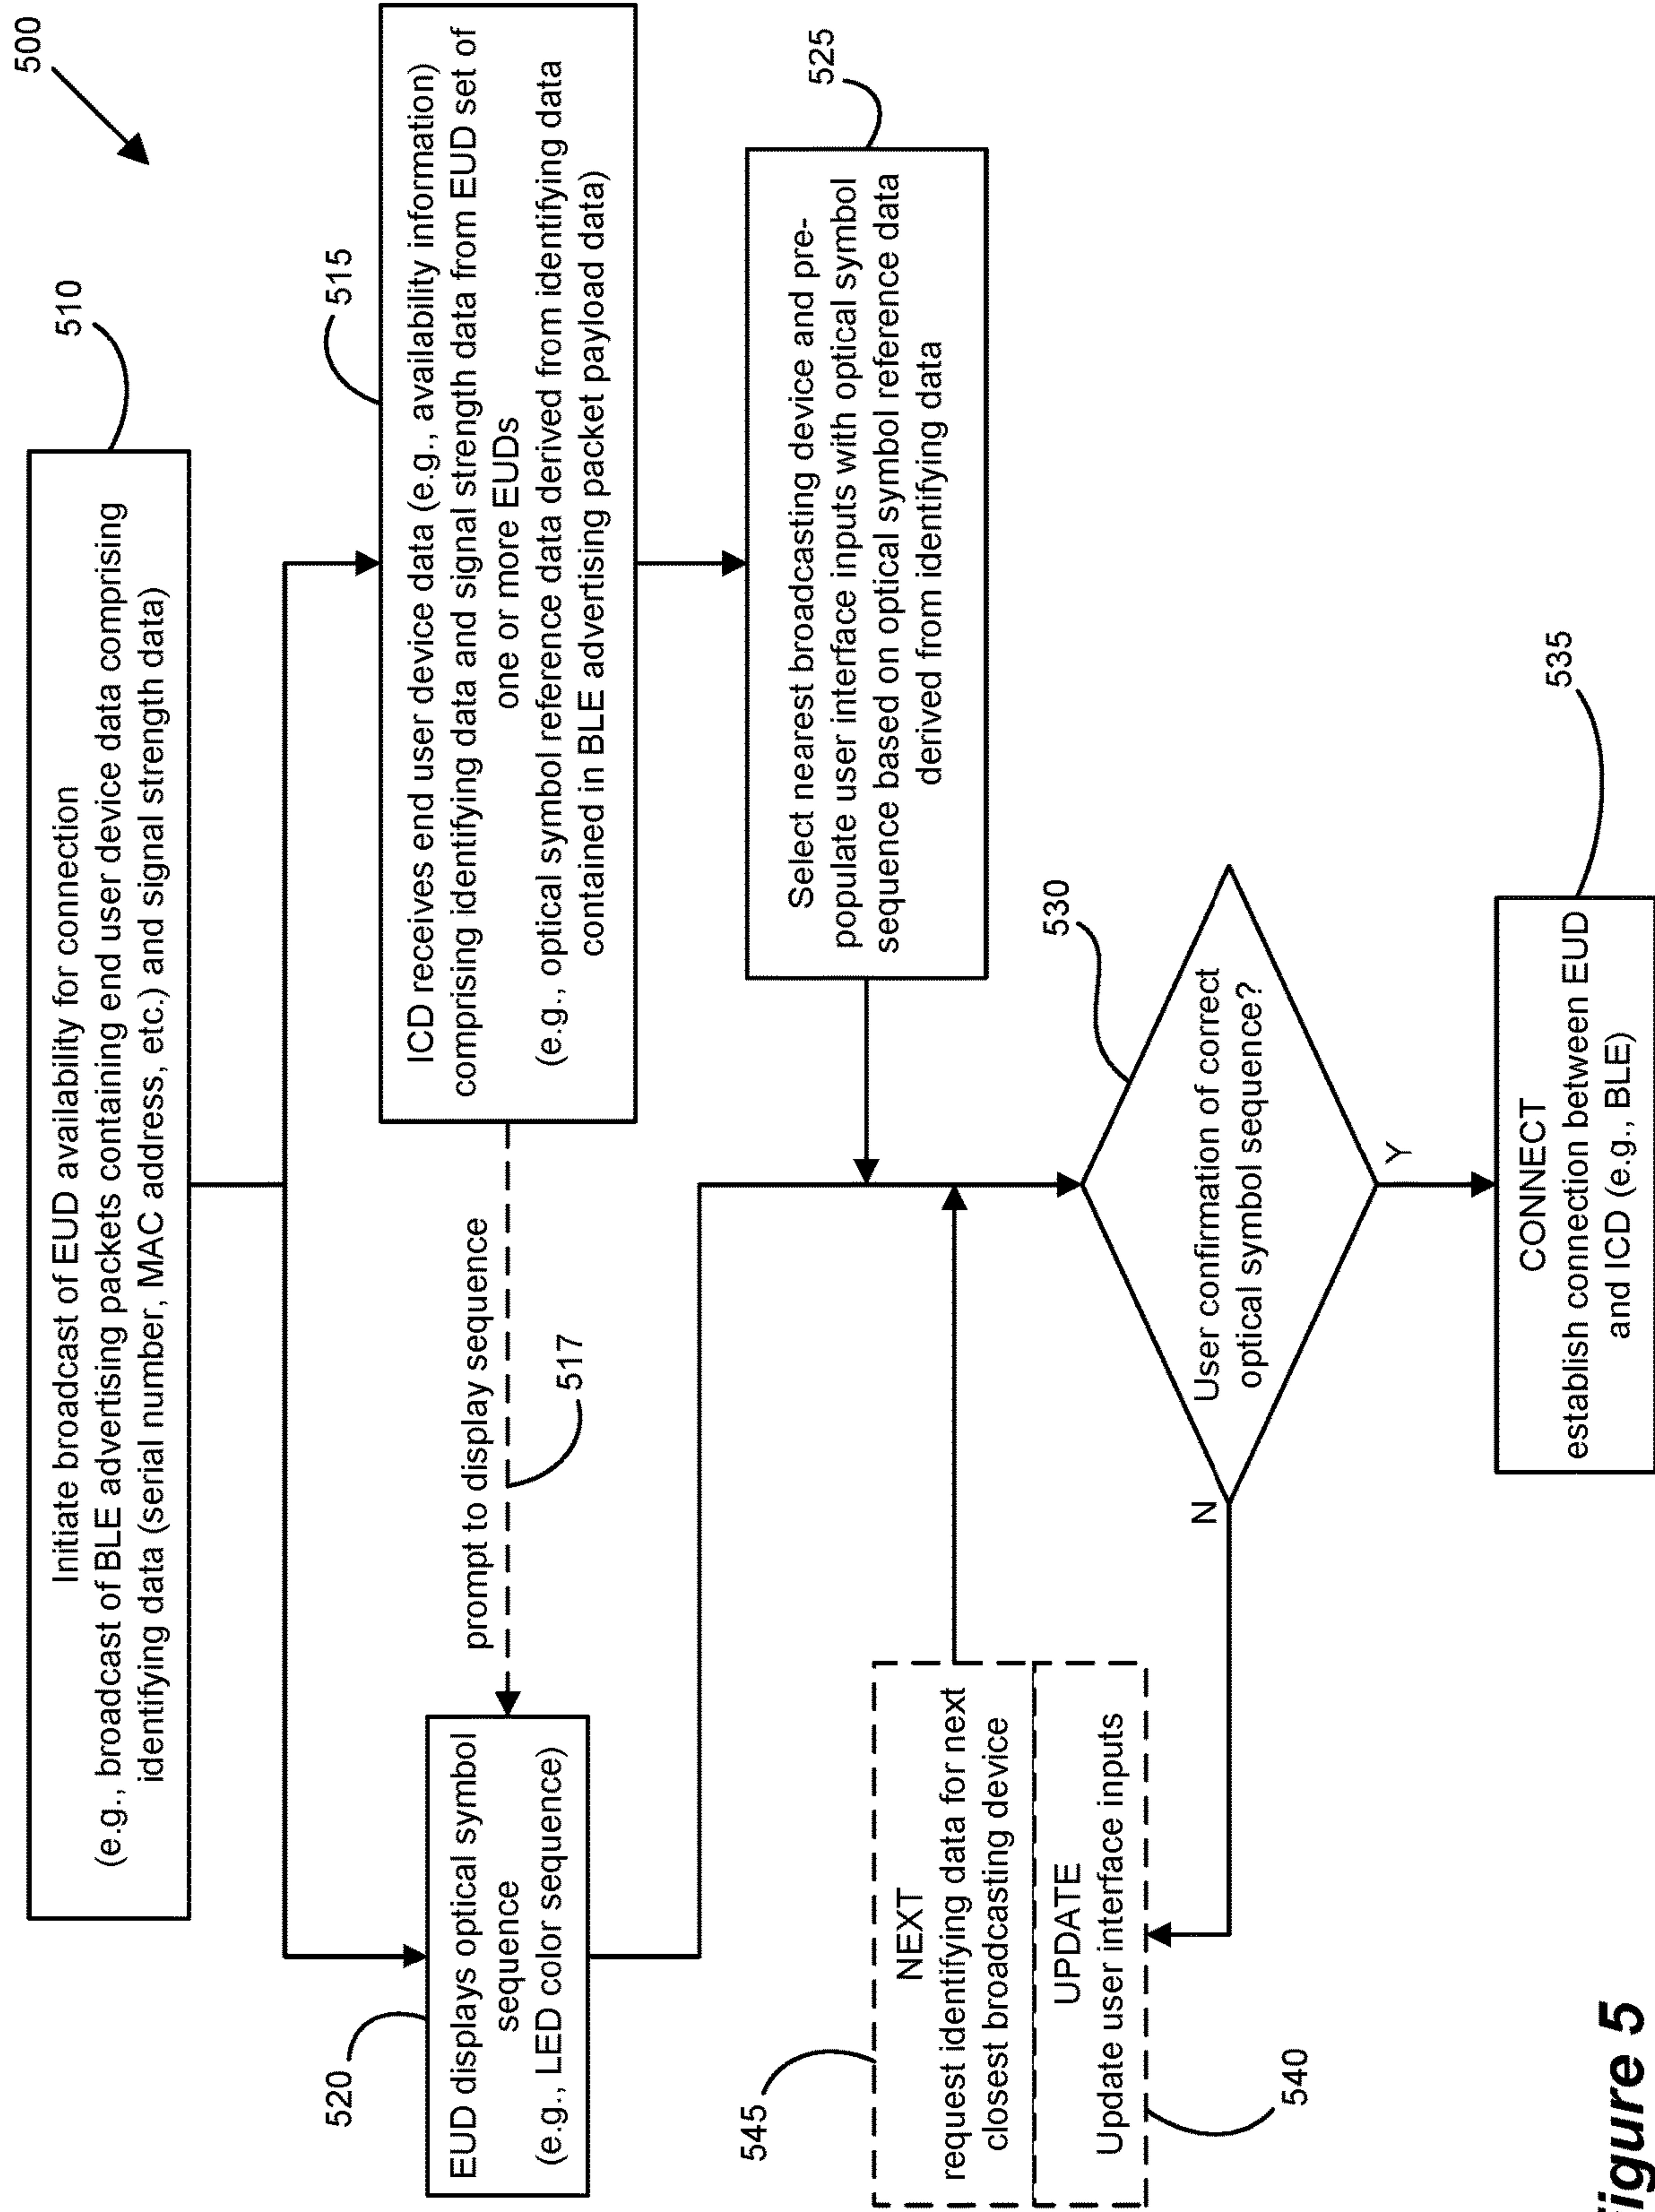 500
510
Initiate broadcast of EUD availability for connection
(e.g., broadcast of BLE advertising packets containing end user device data comprising
identifying data (serial number, MAC address, etc.) and signal strength data)
515
ICD receives end user device data (e.g., availability information)
comprising identifying data and signal strength data from EUD set of
one or more EUDs
(e.g., optical symbol reference data derived from identifying data
contained in BLE advertising packet payload data)
prompt to display sequence
517
520
EUD displays optical symbol
sequence
(e.g., LED color sequence)
525
Select nearest broadcasting device and pre-
populate user interface inputs with optical symbol
sequence based on optical symbol reference data
derived from identifying data
530
User confirmation of correct
optical symbol sequence?
N
Y
545
NEXT
request identifying data for next
closest broadcasting device
UPDATE
Update user interface inputs
540
535
CONNECT
establish connection between EUD
and ICD (e.g., BLE)
Figure 5